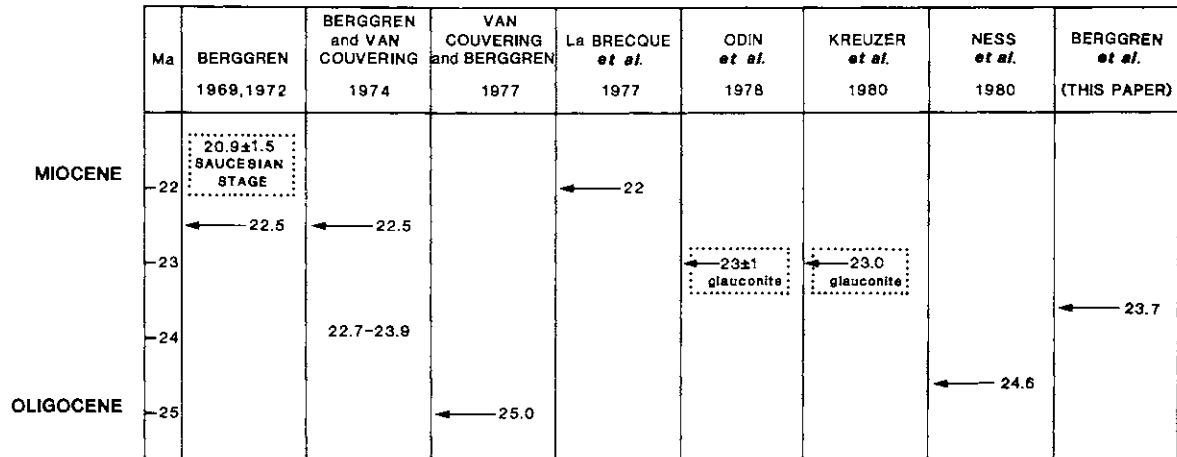 Ma
BERGGREN
1969,1972
BERGGREN
and VAN
COUVERING
1974
VAN
COUVERING
and BERGGREN
1977
La BRECQUE
et al.
1977
ODIN
et al.
1978
KREUZER
et al.
1980
NESS
et al.
1980
BERGGREN
et al.
(THIS PAPER)
MIOCENE
OLIGOCENE
22
23
24
25
20.9±1.5
SAUCESIAN
STAGE
22.5
22.5
22.7-23.9
25.0
22
23±1
glauconite
23.0
glauconite
24.6
23.7